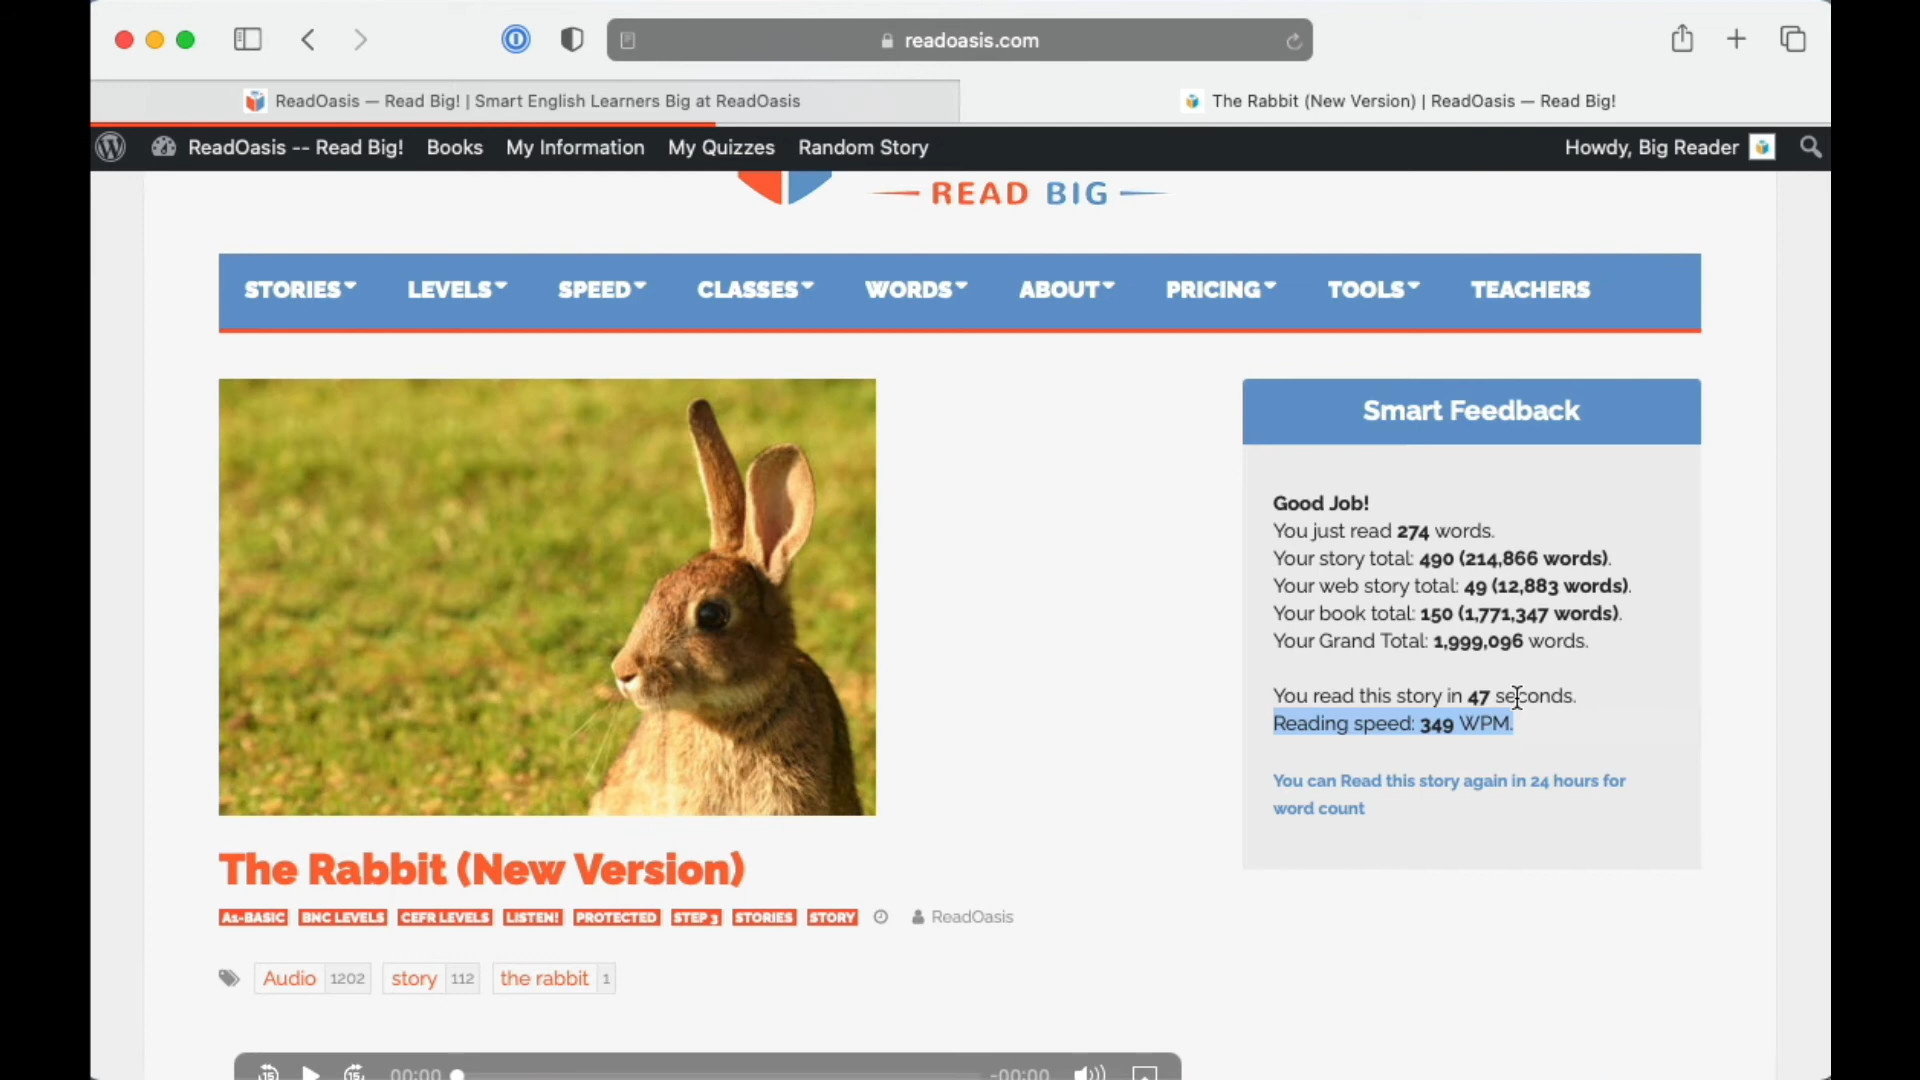 readoasis.com
ReadOasis — Read Big! | Smart English Learners Big at ReadOasis
The Rabbit (New Version) | ReadOasis — Read Big!
ReadOasis -- Read Big! Books My Information My Quizzes Random Story Howdy, Big Reader
READ BIG
STORIES LEVELS SPEED CLASSES WORDS ABOUT PRICING TOOLS TEACHERS
Smart Feedback
Good Job!
You just read 274 words.
Your story total: 490 (214,866 words).
Your web story total: 49 (12,883 words).
Your book total: 150 (1,771,347 words).
Your Grand Total: 1,999,096 words.
You read this story in 47 seconds.
Reading speed: 349 WPM.
You can Read this story again in 24 hours for
word count
The Rabbit (New Version)
A1-BASIC BNC LEVELS CEFR LEVELS LISTEN! PROTECTED STEP 3 STORIES STORY ReadOasis
Audio 1202 story 112 the rabbit 1
15 15 00:00 -00:00